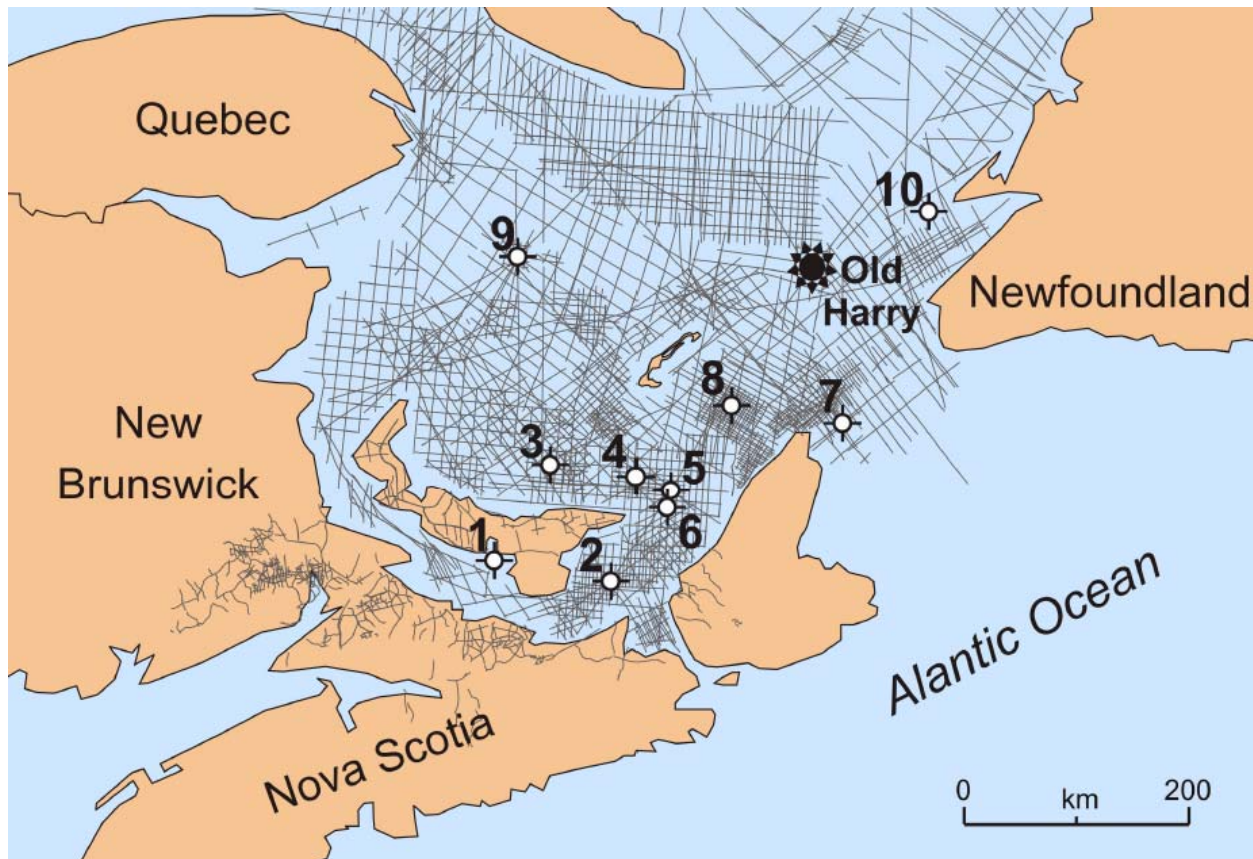 Quebec
10
9
Old
Harry
Newfoundland
8
7
New
Brunswick
3
4
5
6
1
2
Alantic Ocean
Nova Scotia
0 km 200